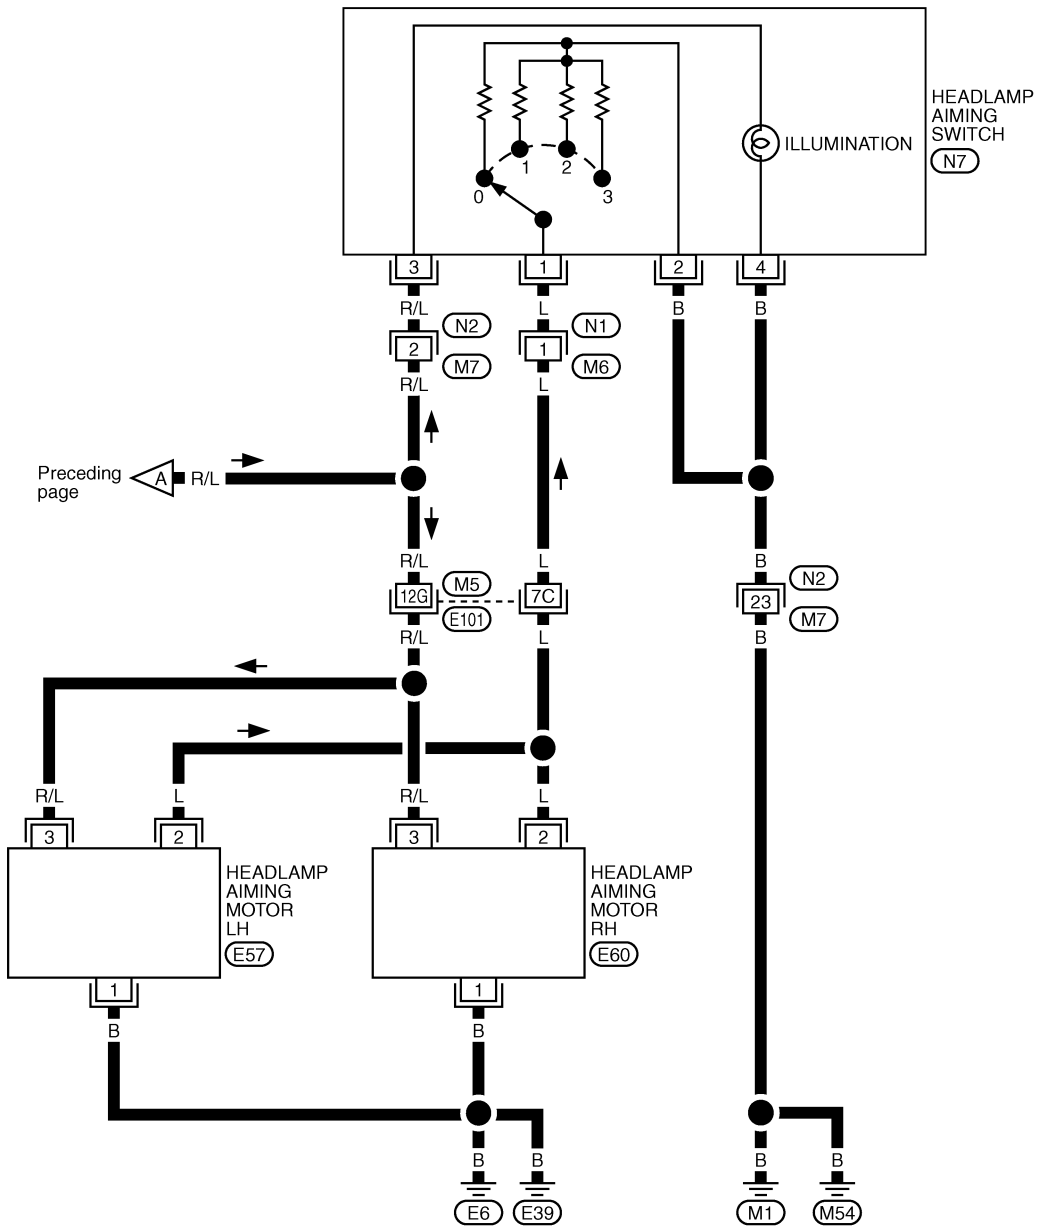 HEADLAMP
AIMING
SWITCH
N7
ILLUMINATION
0
1
2
3
3
1
2
4
R/L
L
B
B
N2
N1
2
1
M7
M6
R/L
L
Preceding
page
A
R/L
R/L
L
B
M5
N2
12G
7C
23
E101
M7
R/L
L
B
R/L
L
R/L
L
3
2
3
2
HEADLAMP
AIMING
MOTOR
LH
E57
HEADLAMP
AIMING
MOTOR
RH
E60
1
1
B
B
B
B
B
B
E6
E39
M1
M54